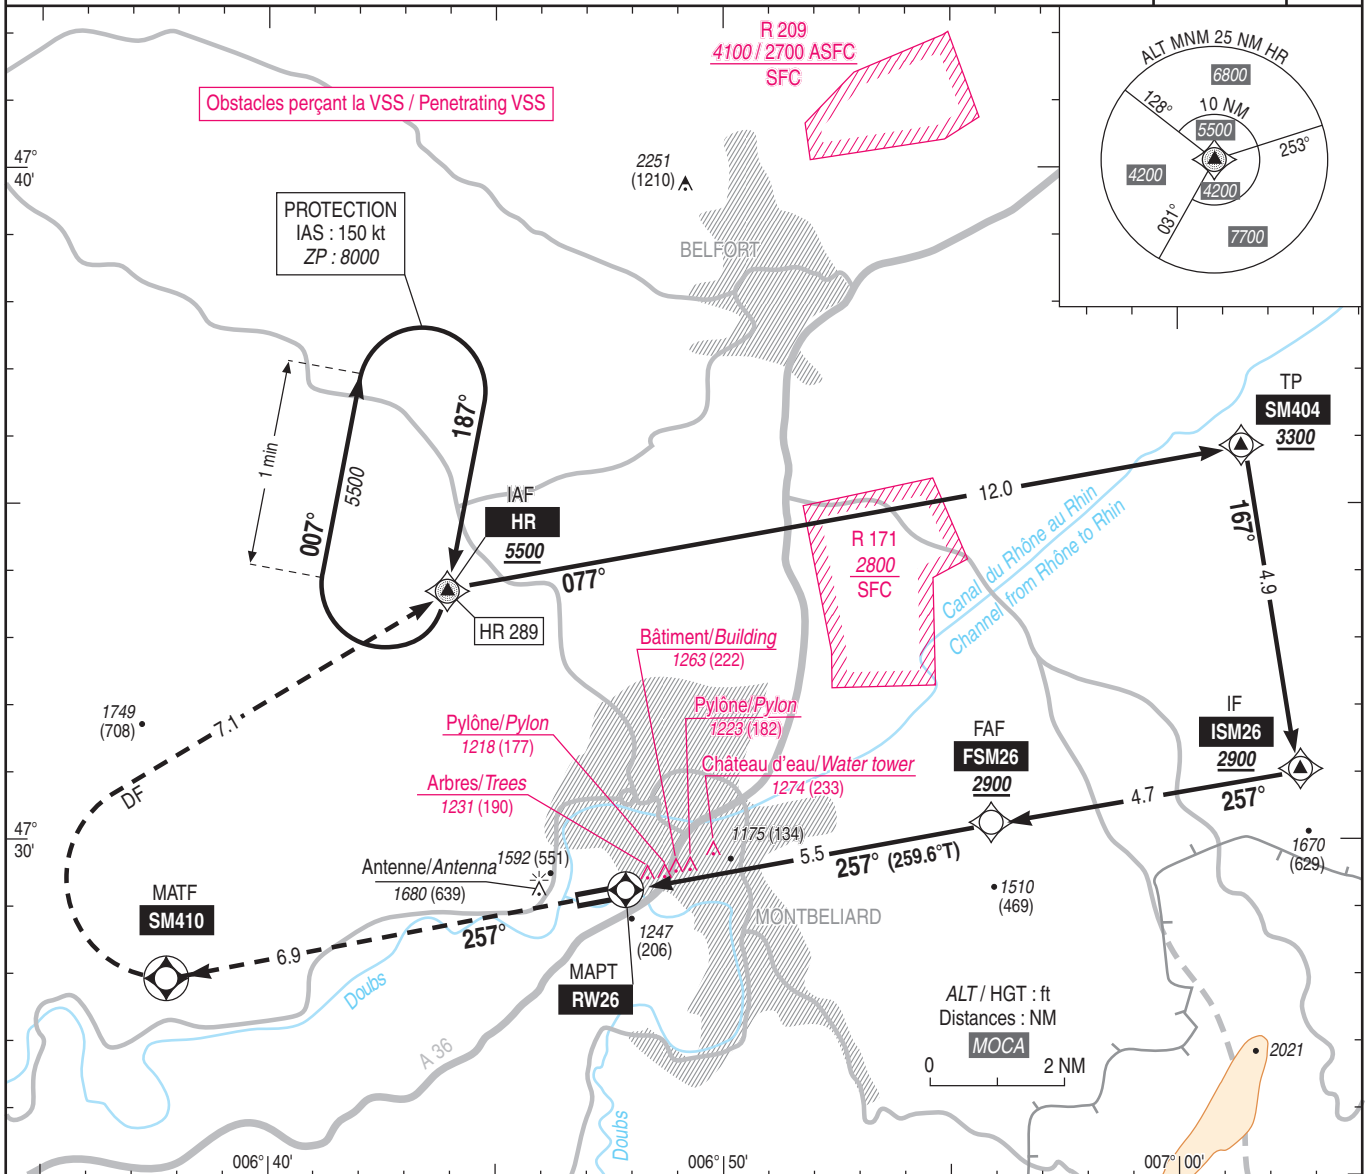 R 209
4100 / 2700 ASFC
SFC
Obstacles perçant la VSS / Penetrating VSS
ALT MNM 25 NM HR
6800
128°
10 NM
5500
253°
4200
4200
031°
7700
47°
40'
2251
(1210)
BELFORT
PROTECTION
IAS : 150 kt
ZP : 8000
1 min
5500
007°
187°
IAF
HR
5500
HR 289
077°
12.0
TP
SM404
3300
167°
4.9
R 171
2800
SFC
Canal du Rhône au Rhin
Channel from Rhône to Rhin
Bâtiment/Building
1263 (222)
Pylône/Pylon
1223 (182)
Pylône/Pylon
1218 (177)
Château d'eau/Water tower
1274 (233)
Arbres/Trees
1231 (190)
1749
(708)
7.1
DF
FAF
FSM26
2900
IF
ISM26
2900
4.7
257°
47°
30'
1175 (134)
5.5
257° (259.6°T)
1670
(629)
1592 (551)
Antenne/Antenna
1680 (639)
1510
(469)
MATF
SM410
6.9
257°
1247
(206)
MONTBELIARD
MAPT
RW26
Doubs
A 36
ALT / HGT : ft
Distances : NM
MOCA
0
2 NM
2021
Doubs
006° 40'
006° 50'
007° 00'